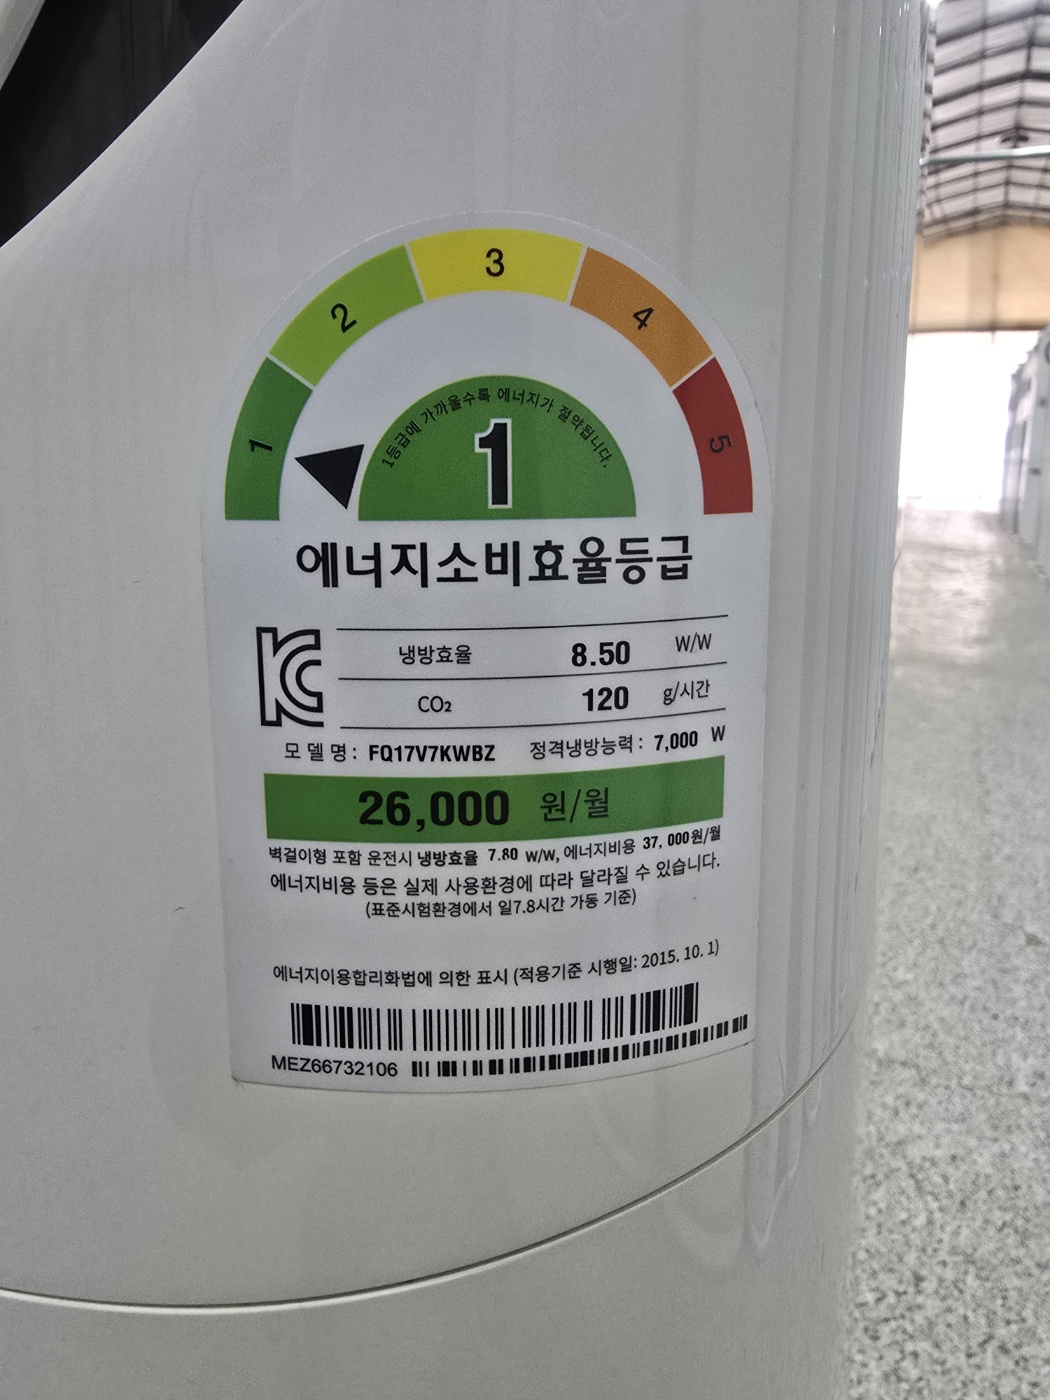 1 2 3 4 5
1등급에 가까울수록 에너지가 절약됩니다.
1
에너지소비효율등급
냉방효율 8.50 W/W
CO₂ 120 g/시간
모델명: FQ17V7KWBZ 정격냉방능력: 7,000 W
26,000 원/월
벽걸이형 포함 운전시 냉방효율 7.80 W/W, 에너지비용 37,000원/월
에너지비용 등은 실제 사용환경에 따라 달라질 수 있습니다.
(표준시험환경에서 일7.8시간 가동 기준)
에너지이용합리화법에 의한 표시 (적용기준 시행일: 2015. 10. 1)
MEZ66732106